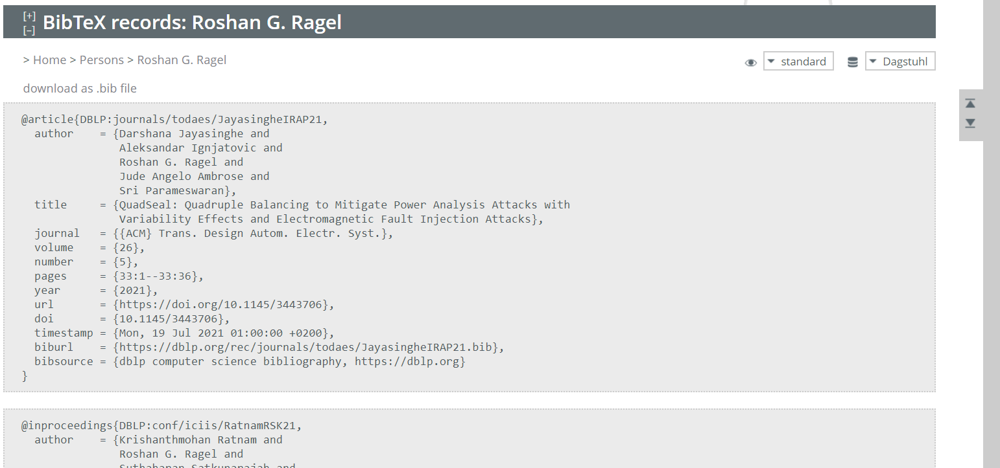 [+]
[–]
BibTeX records: Roshan G. Ragel
> Home > Persons > Roshan G. Ragel
standard
Dagstuhl
download as .bib file
@article{DBLP:journals/todaes/JayasingheIRAP21,
  author    = {Darshana Jayasinghe and
               Aleksandar Ignjatovic and
               Roshan G. Ragel and
               Jude Angelo Ambrose and
               Sri Parameswaran},
  title     = {QuadSeal: Quadruple Balancing to Mitigate Power Analysis Attacks with
               Variability Effects and Electromagnetic Fault Injection Attacks},
  journal   = {{ACM} Trans. Design Autom. Electr. Syst.},
  volume    = {26},
  number    = {5},
  pages     = {33:1--33:36},
  year      = {2021},
  url       = {https://doi.org/10.1145/3443706},
  doi       = {10.1145/3443706},
  timestamp = {Mon, 19 Jul 2021 01:00:00 +0200},
  biburl    = {https://dblp.org/rec/journals/todaes/JayasingheIRAP21.bib},
  bibsource = {dblp computer science bibliography, https://dblp.org}
}
@inproceedings{DBLP:conf/iciis/RatnamRSK21,
  author    = {Krishanthmohan Ratnam and
               Roshan G. Ragel and